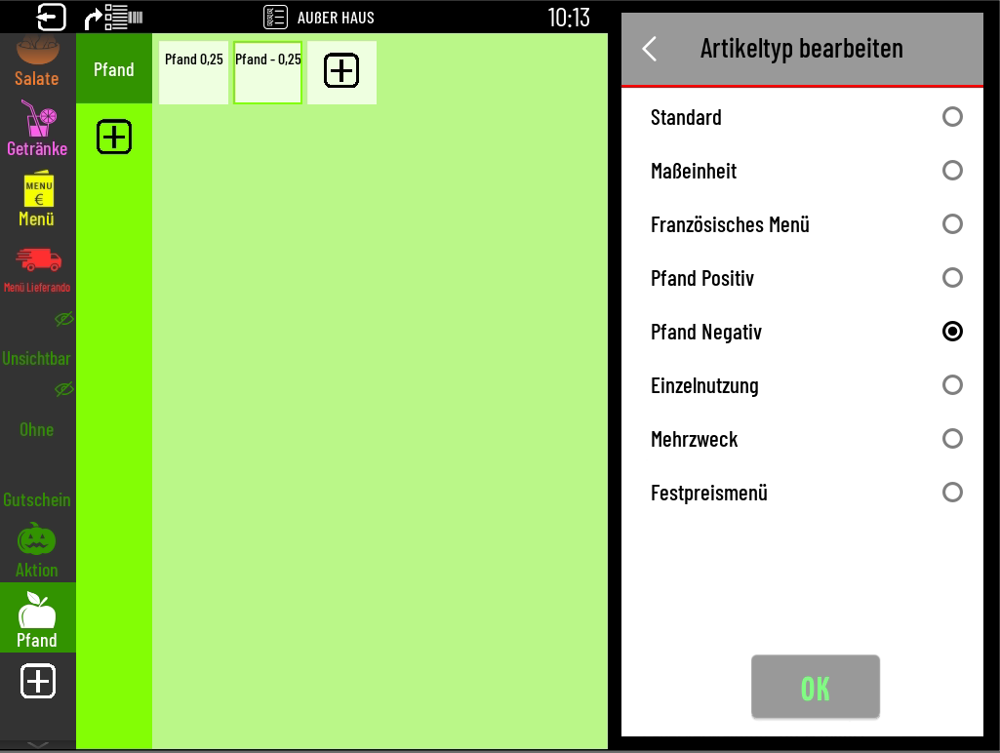 AUßER HAUS
10:13
Salate
Getränke
MENU
€
Menü
Menü Lieferando
Unsichtbar
Ohne
Gutschein
Aktion
Pfand
Pfand
Pfand 0,25
Pfand - 0,25
Artikeltyp bearbeiten
Standard
Maßeinheit
Französisches Menü
Pfand Positiv
Pfand Negativ
Einzelnutzung
Mehrzweck
Festpreismenü
OK